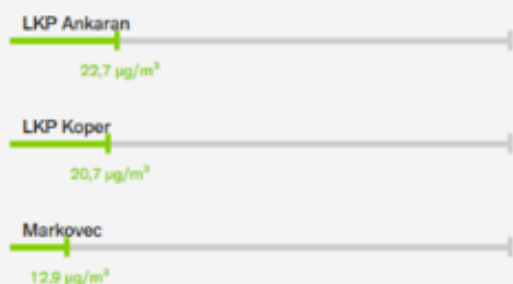 LKP Ankaran
22,7 µg/m³
LKP Koper
20,7 µg/m³
Markovec
12,9 µg/m³